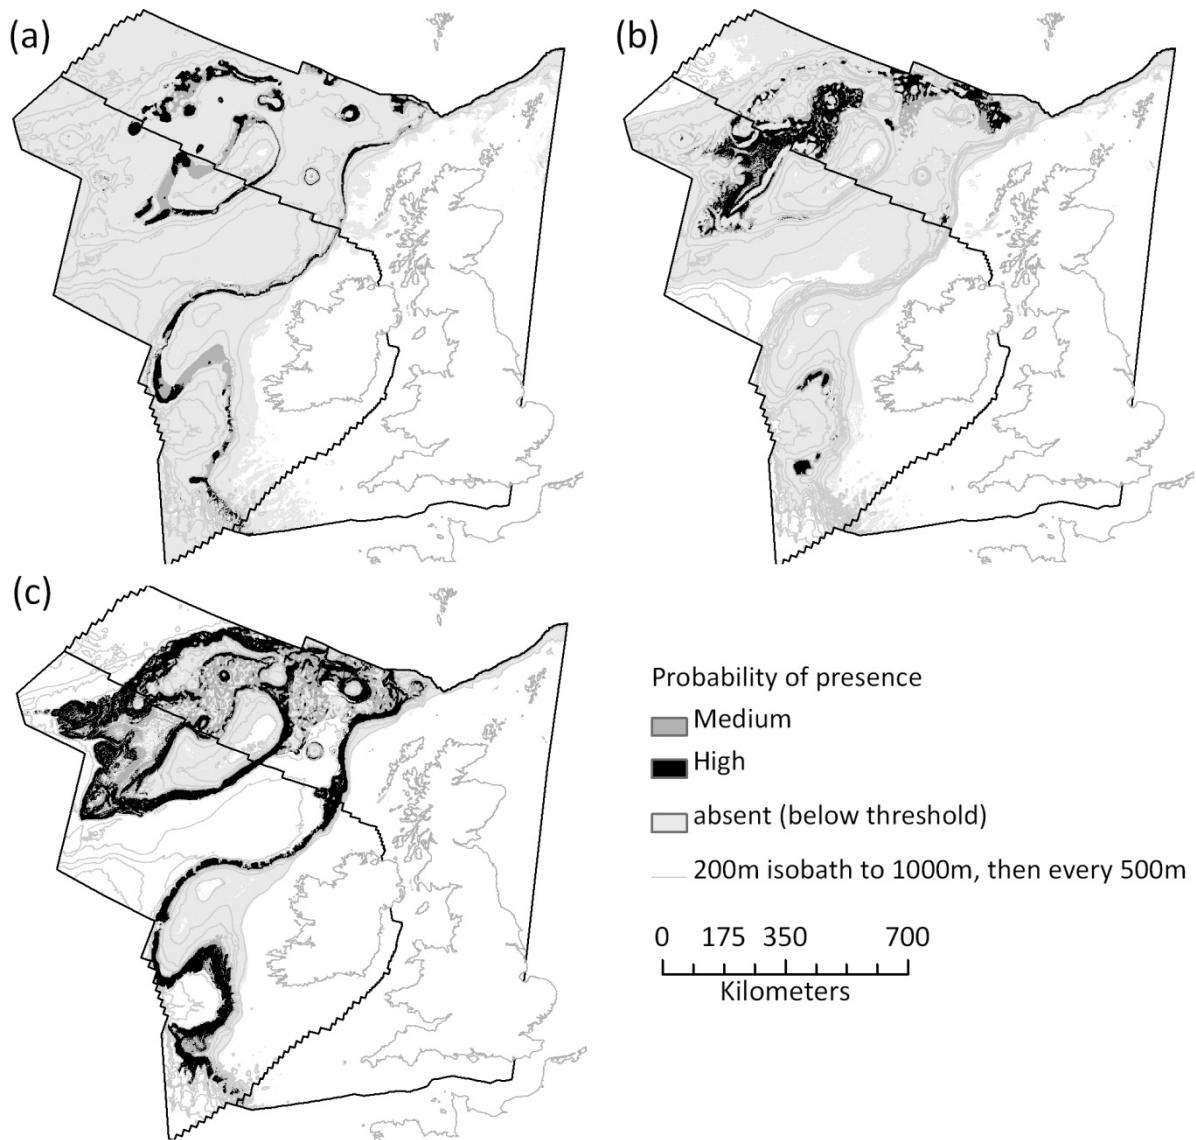 (a)
(b)
(c)
Probability of presence
Medium
High
absent (below threshold)
200m isobath to 1000m, then every 500m
0 175 350 700
Kilometers